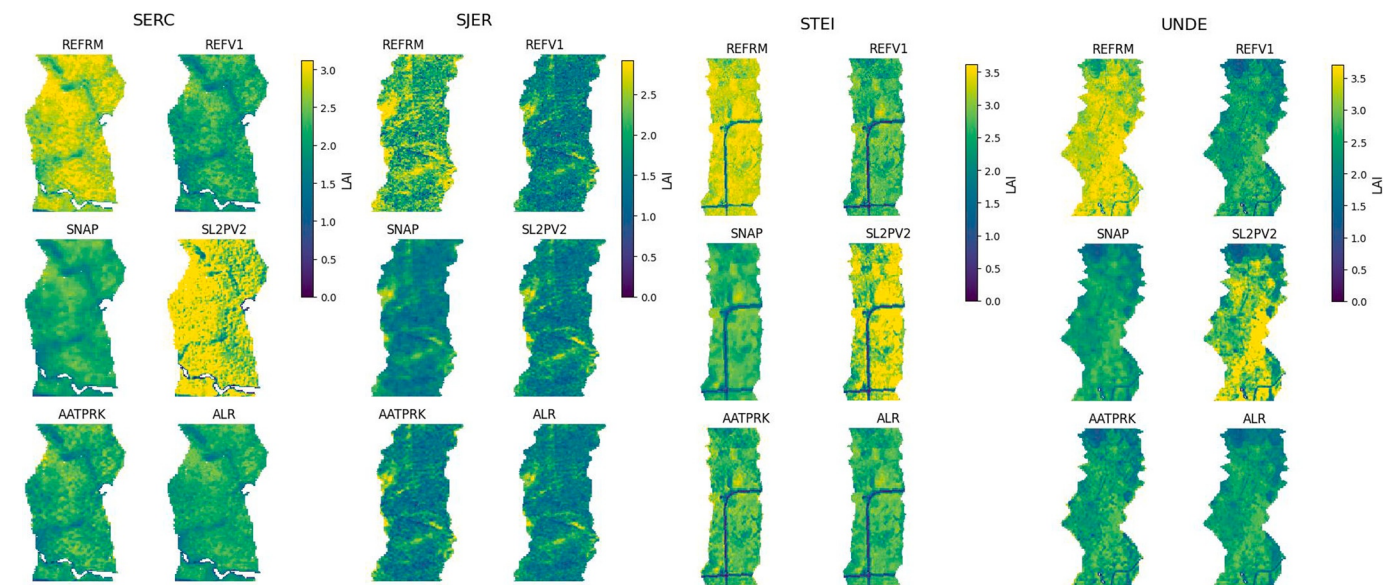 SERC
REFRM REFV1
3.0
2.5
2.0
1.5
1.0
0.5
0.0
LAI
SNAP SL2PV2
AATPRK ALR
SJER
REFRM REFV1
2.5
2.0
1.5
1.0
0.5
0.0
LAI
SNAP SL2PV2
AATPRK ALR
STEI
REFRM REFV1
3.5
3.0
2.5
2.0
1.5
1.0
0.5
0.0
LAI
SNAP SL2PV2
AATPRK ALR
UNDE
REFRM REFV1
3.5
3.0
2.5
2.0
1.5
1.0
0.5
0.0
LAI
SNAP SL2PV2
AATPRK ALR